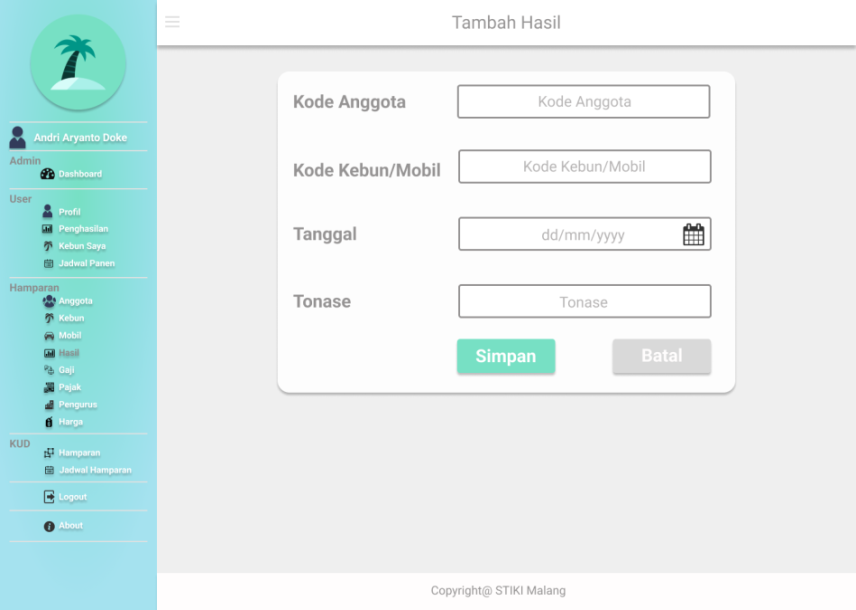 Tambah Hasil
Andri Aryanto Doke
Admin
Dashboard
User
Profil
Penghasilan
Kebun Saya
Jadwal Panen
Hamparan
Anggota
Kebun
Mobil
Hasil
Gaji
Pajak
Pengurus
Harga
KUD
Hamparan
Jadwal Hamparan
Logout
About
Kode Anggota Kode Anggota
Kode Kebun/Mobil Kode Kebun/Mobil
Tanggal dd/mm/yyyy
Tonase Tonase
Simpan Batal
Copyright@ STIKI Malang